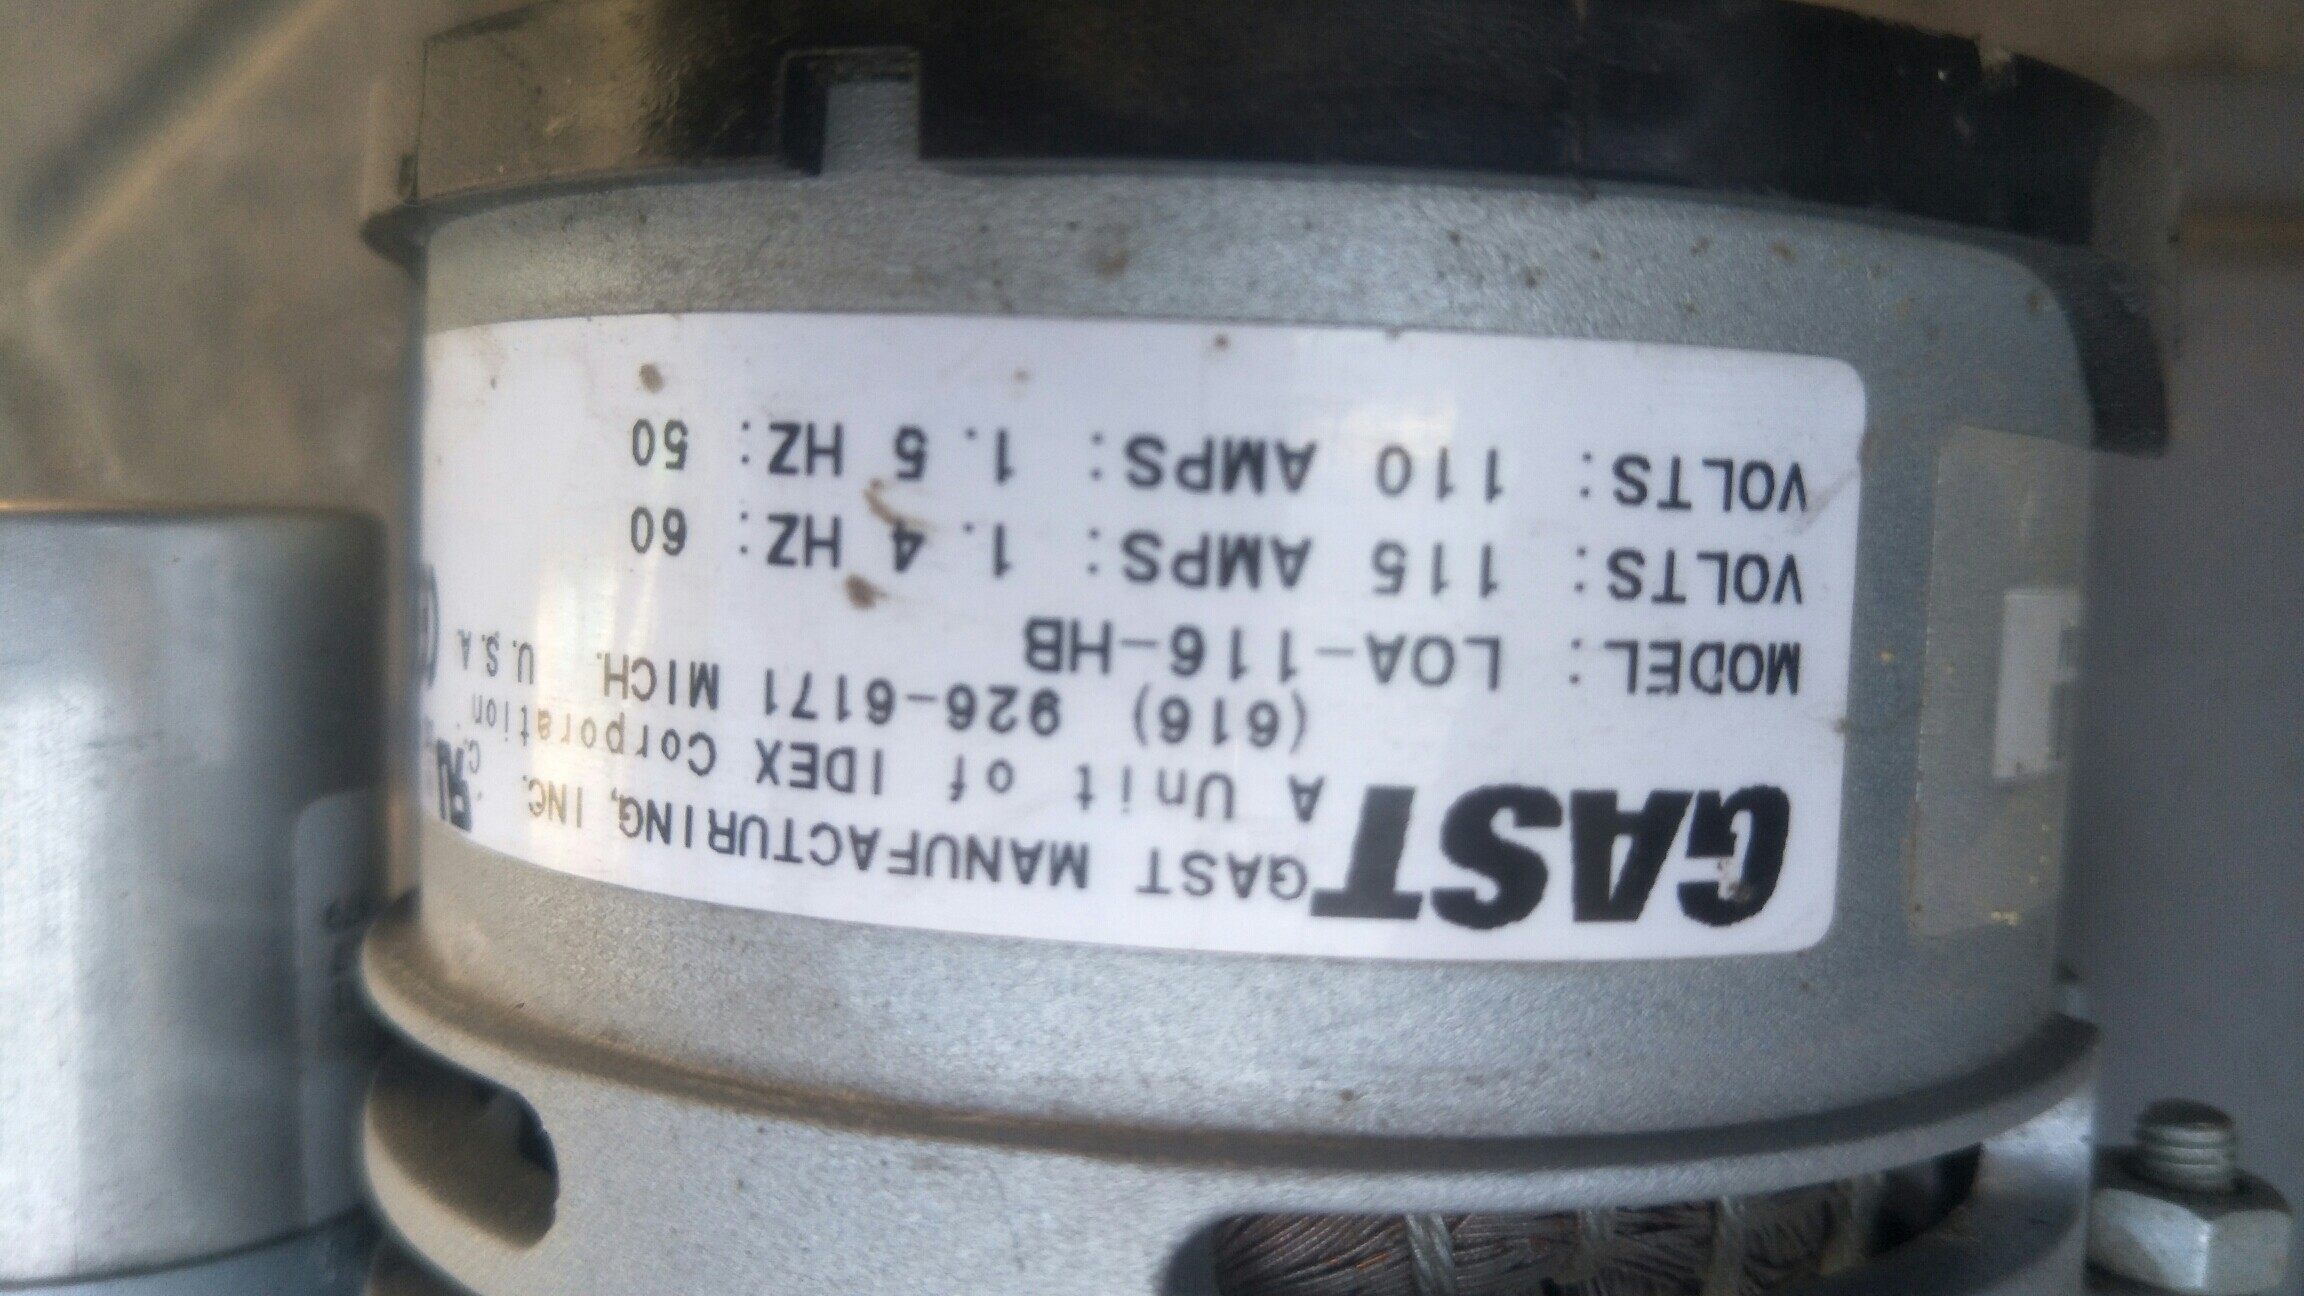 GAST GAST MANUFACTURING, INC.
A Unit of IDEX Corporation
(616) 926-6171 MICH. U.S.A.
MODEL: LOA-116-HB
VOLTS: 115 AMPS: 1.4 HZ: 60
VOLTS: 110 AMPS: 1.5 HZ: 50